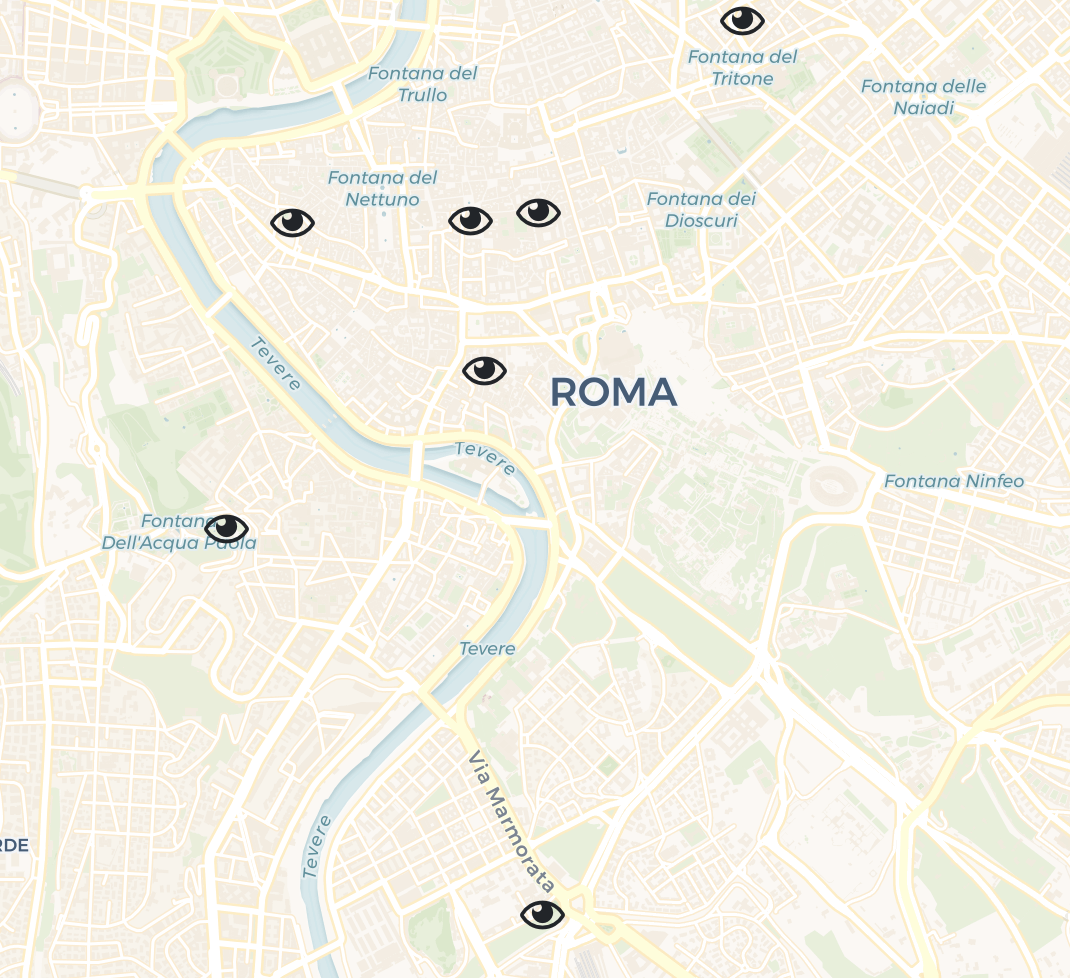 Fontana del
Trullo
Fontana del
Tritone
Fontana delle
Naiadi
Fontana del
Nettuno
Fontana dei
Dioscuri
Tevere
ROMA
Tevere
Fontana Ninfeo
Fontana
Dell'Acqua Paola
Tevere
Via Marmorata
Tevere
RDE